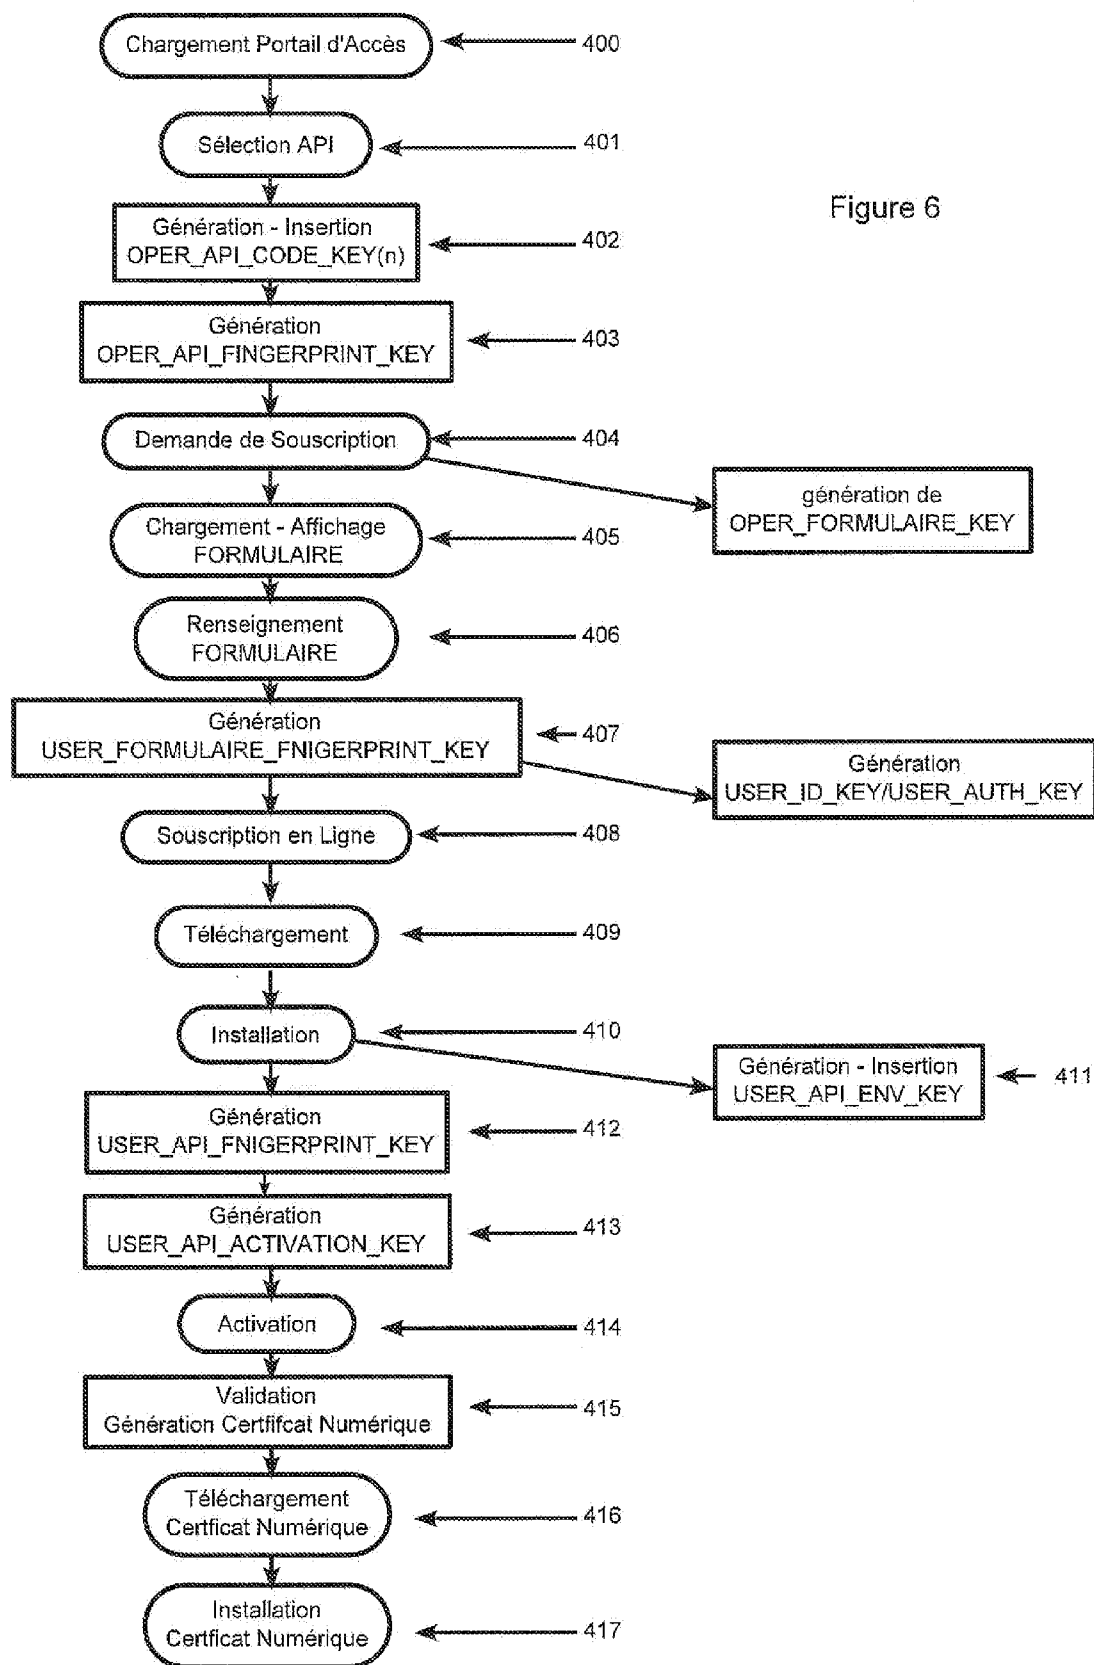 Chargement Portail d'Accès
400
Sélection API
401
Figure 6
Génération - Insertion
OPER_API_CODE_KEY(n)
402
Génération
OPER_API_FINGERPRINT_KEY
403
Demande de Souscription
404
génération de
OPER_FORMULAIRE_KEY
Chargement - Affichage
FORMULAIRE
405
Renseignement
FORMULAIRE
406
Génération
USER_FORMULAIRE_FNIGERPRINT_KEY
407
Génération
USER_ID_KEY/USER_AUTH_KEY
Souscription en Ligne
408
Téléchargement
409
Installation
410
Génération - Insertion
USER_API_ENV_KEY
411
Génération
USER_API_FNIGERPRINT_KEY
412
Génération
USER_API_ACTIVATION_KEY
413
Activation
414
Validation
Génération Certfifcat Numérique
415
Téléchargement
Certficat Numérique
416
Installation
Certficat Numérique
417